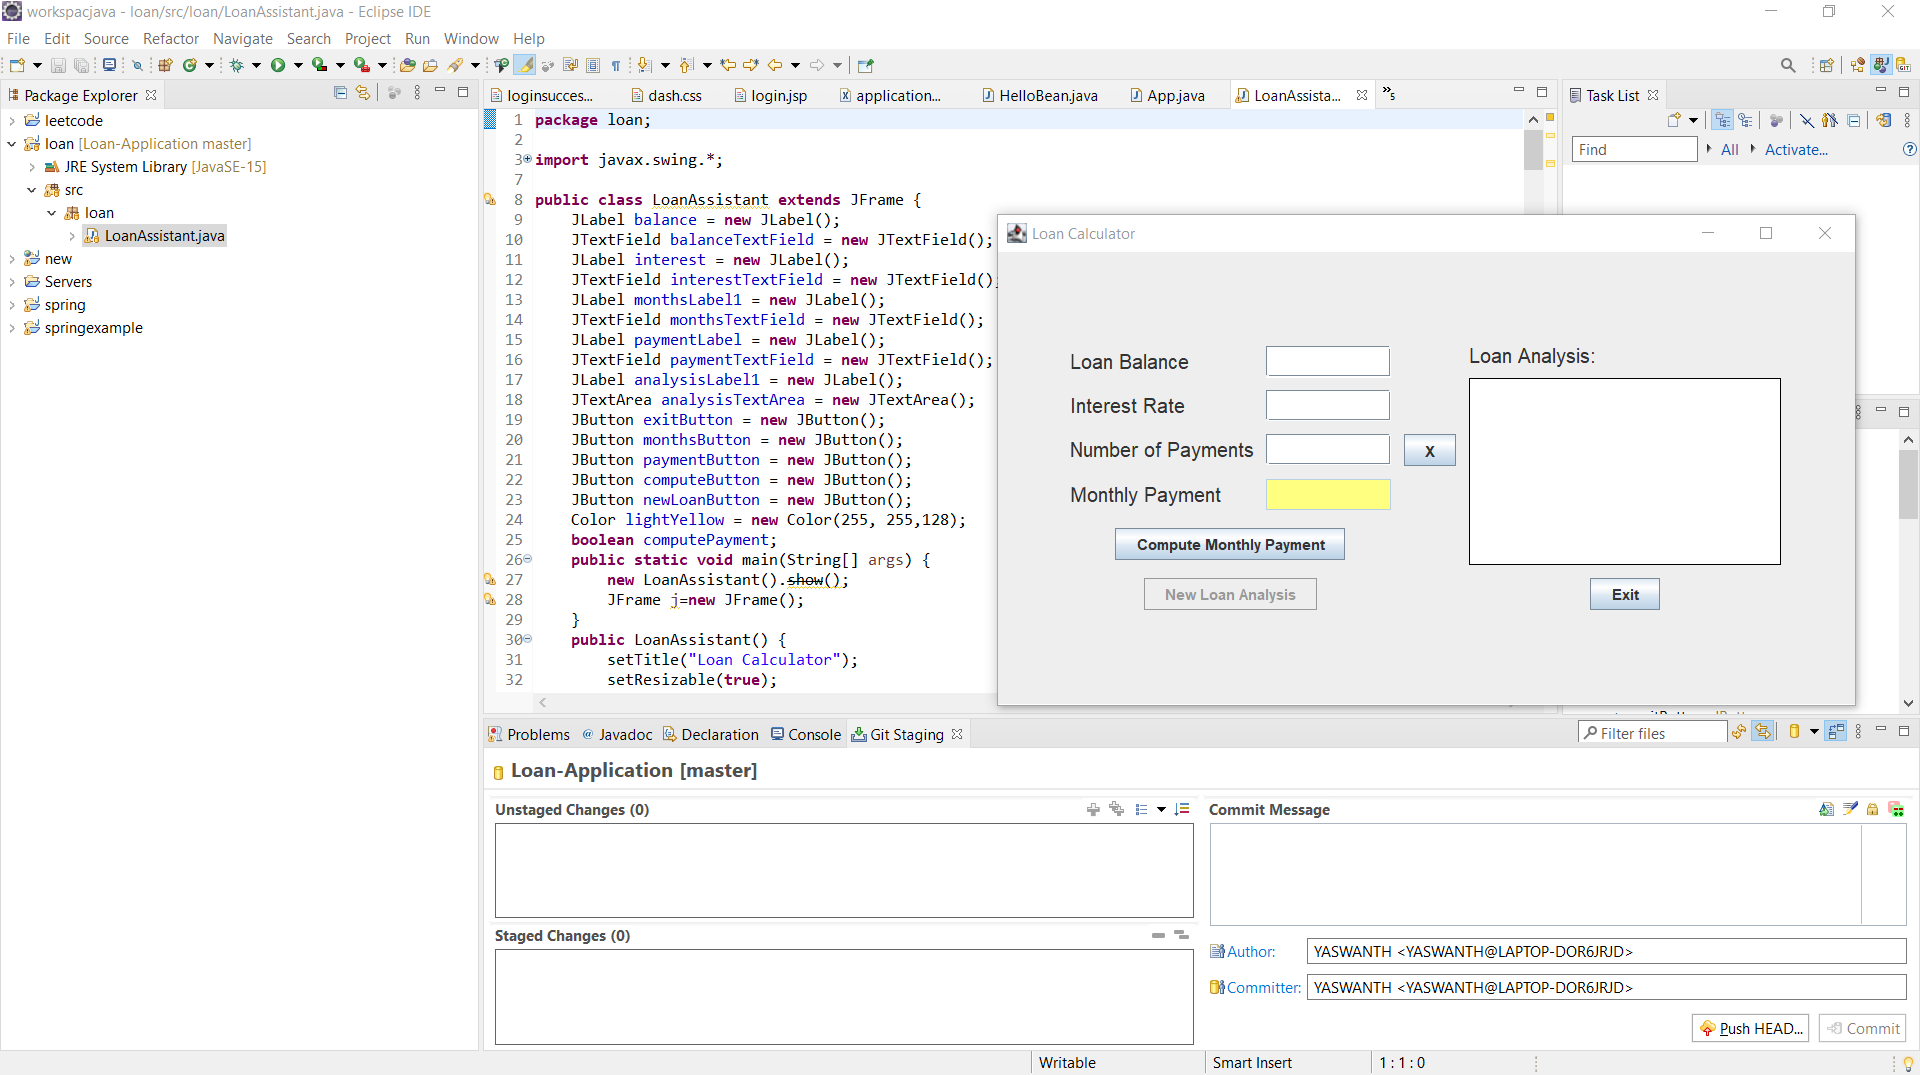 workspacjava - loan/src/loan/LoanAssistant.java - Eclipse IDE
File Edit Source Refactor Navigate Search Project Run Window Help
Package Explorer
leetcode
loan [Loan-Application master]
JRE System Library [JavaSE-15]
src
loan
LoanAssistant.java
new
Servers
spring
springexample
loginsucces... dash.css login.jsp application... HelloBean.java App.java LoanAssista... »5
1 package loan;
2
3 import javax.swing.*;
7
8 public class LoanAssistant extends JFrame {
9 JLabel balance = new JLabel();
10 JTextField balanceTextField = new JTextField();
11 JLabel interest = new JLabel();
12 JTextField interestTextField = new JTextField();
13 JLabel monthsLabel1 = new JLabel();
14 JTextField monthsTextField = new JTextField();
15 JLabel paymentLabel = new JLabel();
16 JTextField paymentTextField = new JTextField();
17 JLabel analysisLabel1 = new JLabel();
18 JTextArea analysisTextArea = new JTextArea();
19 JButton exitButton = new JButton();
20 JButton monthsButton = new JButton();
21 JButton paymentButton = new JButton();
22 JButton computeButton = new JButton();
23 JButton newLoanButton = new JButton();
24 Color lightYellow = new Color(255, 255,128);
25 boolean computePayment;
26 public static void main(String[] args) {
27 new LoanAssistant().show();
28 JFrame j=new JFrame();
29 }
30 public LoanAssistant() {
31 setTitle("Loan Calculator");
32 setResizable(true);
Task List
Find All Activate...
Loan Calculator
Loan Balance
Interest Rate
Number of Payments X
Monthly Payment
Compute Monthly Payment
New Loan Analysis
Loan Analysis:
Exit
Problems @ Javadoc Declaration Console Git Staging
Filter files
Loan-Application [master]
Unstaged Changes (0)
Staged Changes (0)
Commit Message
Author: YASWANTH <YASWANTH@LAPTOP-DOR6JRJD>
Committer: YASWANTH <YASWANTH@LAPTOP-DOR6JRJD>
Push HEAD... Commit
Writable Smart Insert 1 : 1 : 0